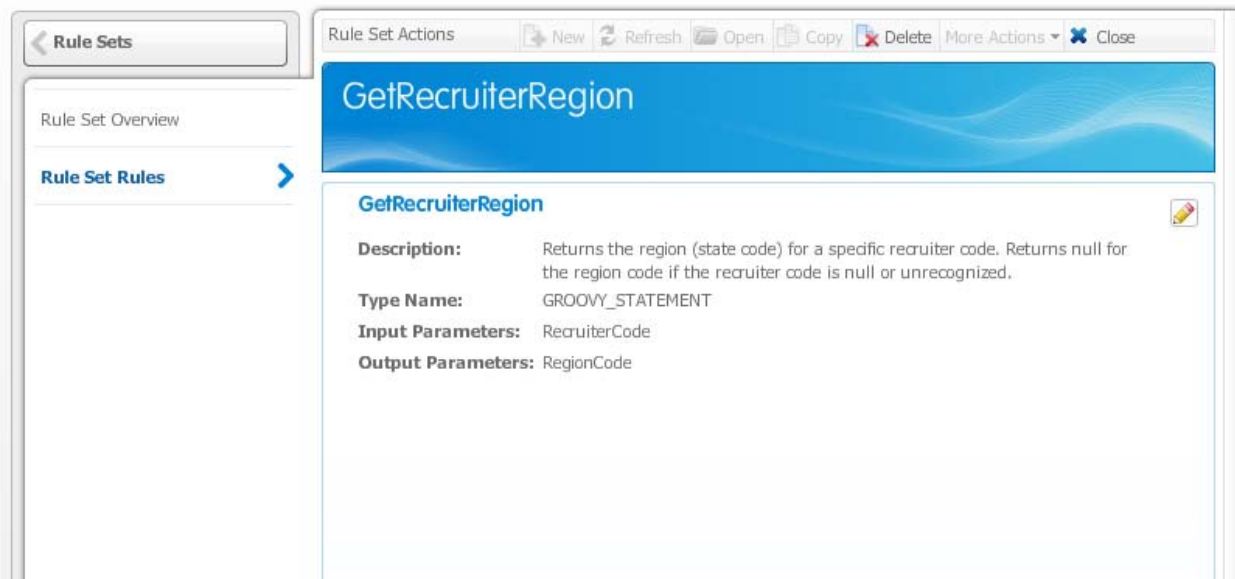 Rule Sets
Rule Set Actions New Refresh Open Copy Delete More Actions Close
Rule Set Overview
Rule Set Rules
GetRecruiterRegion
GetRecruiterRegion
Description: Returns the region (state code) for a specific recruiter code. Returns null for
the region code if the recruiter code is null or unrecognized.
Type Name: GROOVY_STATEMENT
Input Parameters: RecruiterCode
Output Parameters: RegionCode